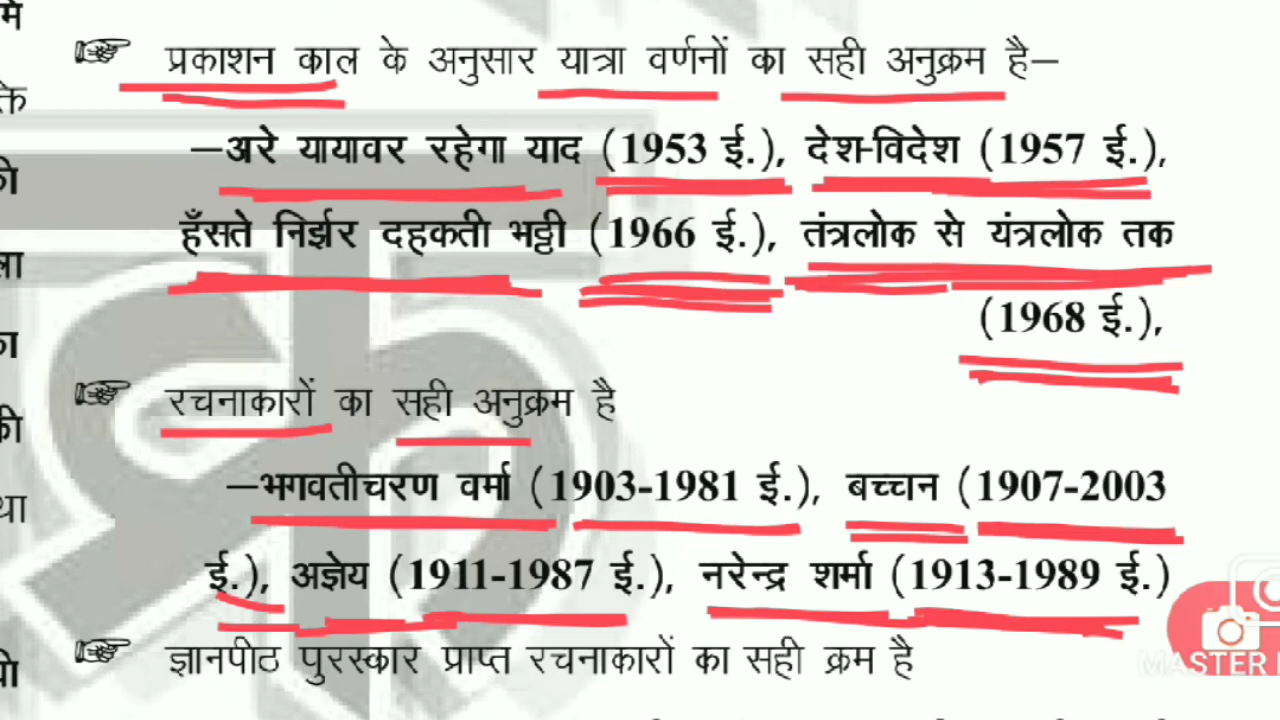 ☞ प्रकाशन काल के अनुसार यात्रा वर्णनों का सही अनुक्रम है–
–अरे यायावर रहेगा याद (1953 ई.), देश-विदेश (1957 ई.),
हँसते निर्झर दहकती भट्ठी (1966 ई.), तंत्रलोक से यंत्रलोक तक
(1968 ई.),
☞ रचनाकारों का सही अनुक्रम है
–भगवतीचरण वर्मा (1903-1981 ई.), बच्चान (1907-2003
ई.), अज्ञेय (1911-1987 ई.), नरेन्द्र शर्मा (1913-1989 ई.)
☞ ज्ञानपीठ पुरस्कार प्राप्त रचनाकारों का सही क्रम है
MASTER